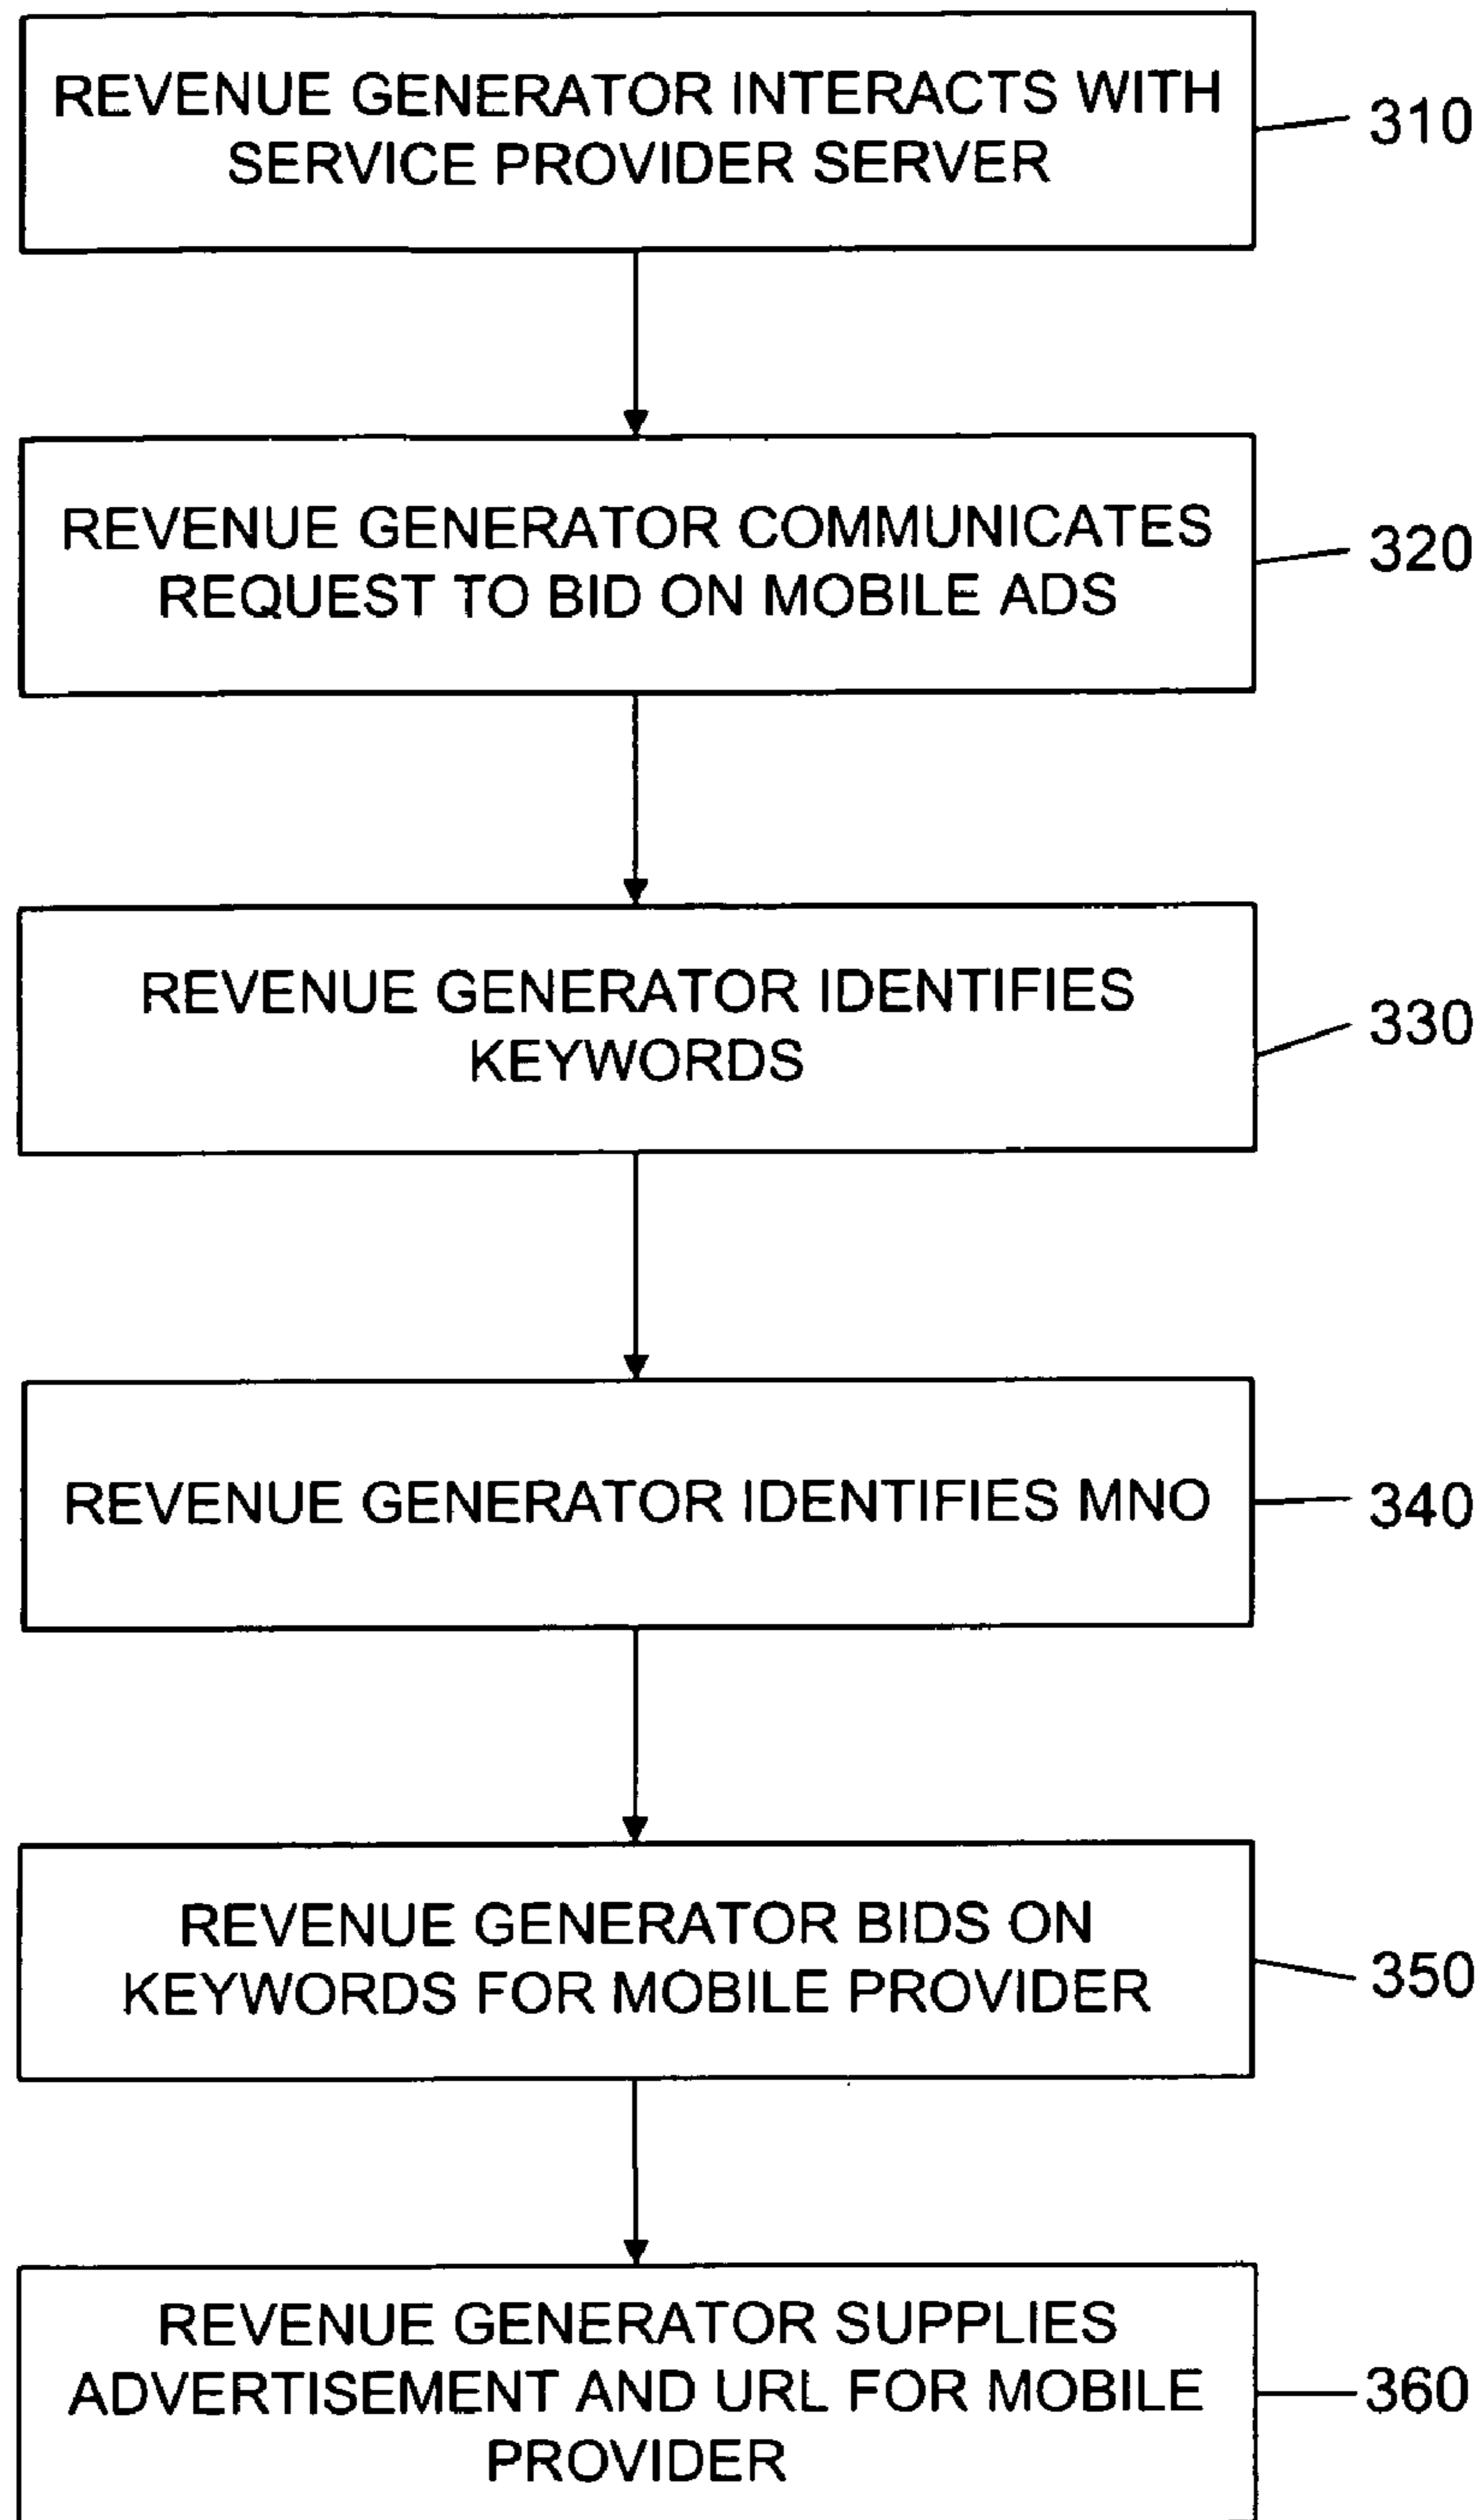 REVENUE GENERATOR INTERACTS WITH
SERVICE PROVIDER SERVER
310
REVENUE GENERATOR COMMUNICATES
REQUEST TO BID ON MOBILE ADS
320
REVENUE GENERATOR IDENTIFIES
KEYWORDS
330
REVENUE GENERATOR IDENTIFIES MNO
340
REVENUE GENERATOR BIDS ON
KEYWORDS FOR MOBILE PROVIDER
350
REVENUE GENERATOR SUPPLIES
ADVERTISEMENT AND URL FOR MOBILE
PROVIDER
360